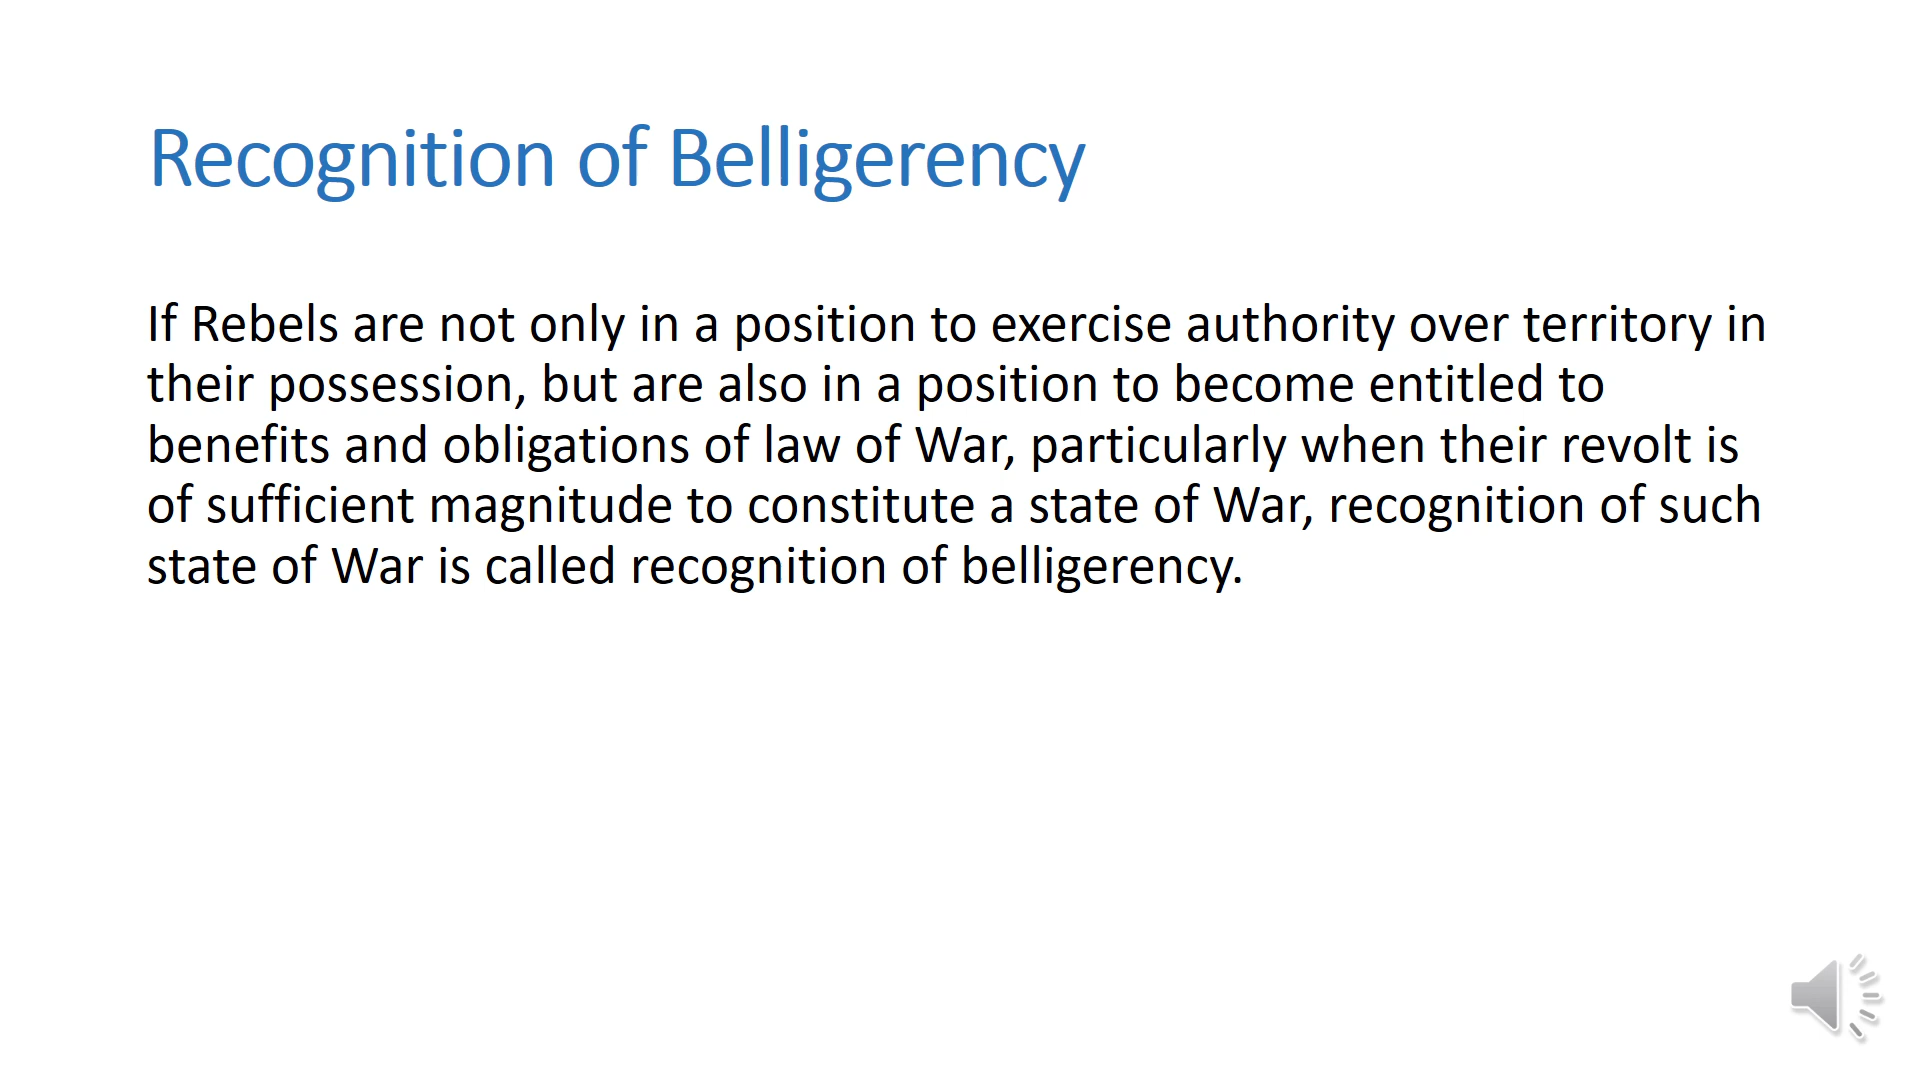 Recognition of Belligerency
If Rebels are not only in a position to exercise authority over territory in
their possession, but are also in a position to become entitled to
benefits and obligations of law of War, particularly when their revolt is
of sufficient magnitude to constitute a state of War, recognition of such
state of War is called recognition of belligerency.